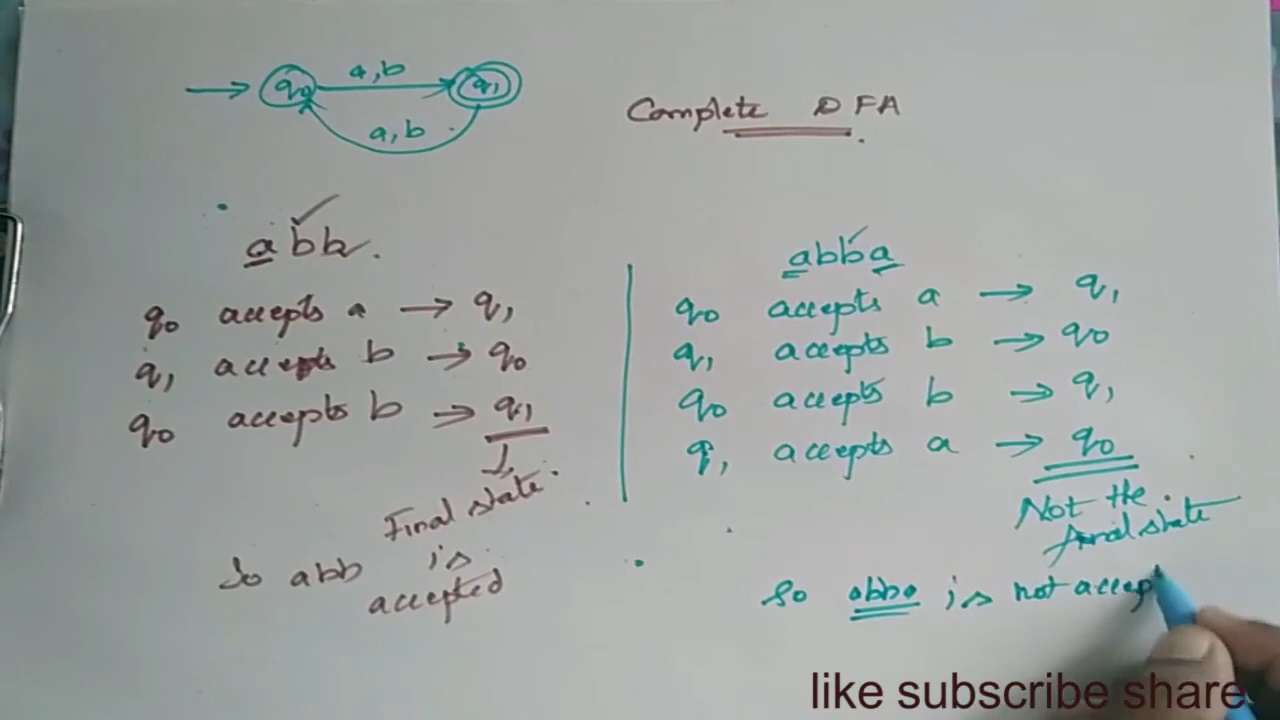 a, b
q0
q1
a, b
Complete DFA
abb.
q0 accepts a → q1
q1 accepts b → q0
q0 accepts b → q1
Final state.
So abb is
accepted
abba
q0 accepts a → q1
q1 accepts b → q0
q0 accepts b → q1
q1 accepts a → q0
Not the
final state
So abba is not accep
like subscribe share